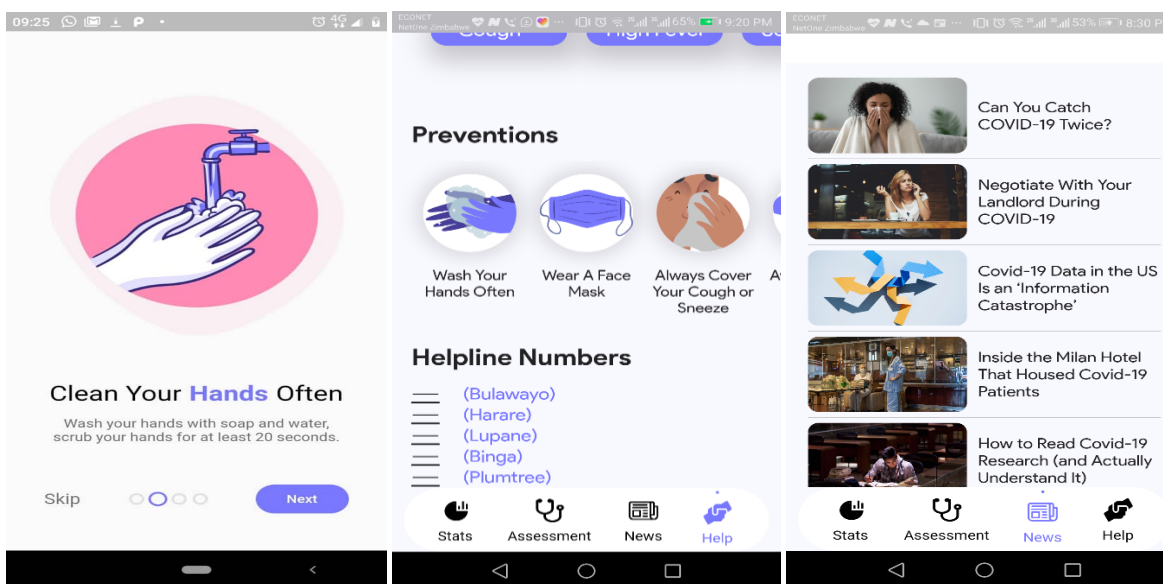 09:25
4G
Clean Your Hands Often
Wash your hands with soap and water,
scrub your hands for at least 20 seconds.
Skip
Next
ECONET
NetOne Zimbabwe
65%
9:20 PM
Cough
High Fever
Preventions
Wash Your
Hands Often
Wear A Face
Mask
Always Cover
Your Cough or
Sneeze
Helpline Numbers
(Bulawayo)
(Harare)
(Lupane)
(Binga)
(Plumtree)
Stats
Assessment
News
Help
ECONET
NetOne Zimbabwe
53%
8:30 P
Can You Catch
COVID-19 Twice?
Negotiate With Your
Landlord During
COVID-19
Covid-19 Data in the US
Is an ‘Information
Catastrophe’
Inside the Milan Hotel
That Housed Covid-19
Patients
How to Read Covid-19
Research (and Actually
Understand It)
Stats
Assessment
News
Help